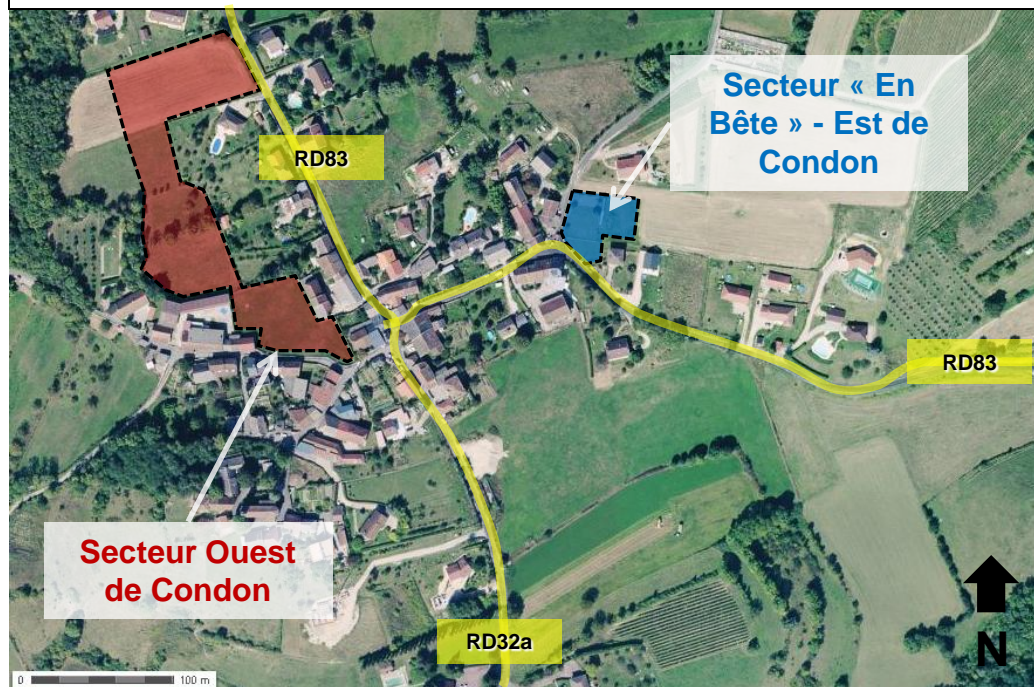 Secteur « En
Bête » - Est de
Condon
RD83
RD83
Secteur Ouest
de Condon
RD32a
N
0 100 m